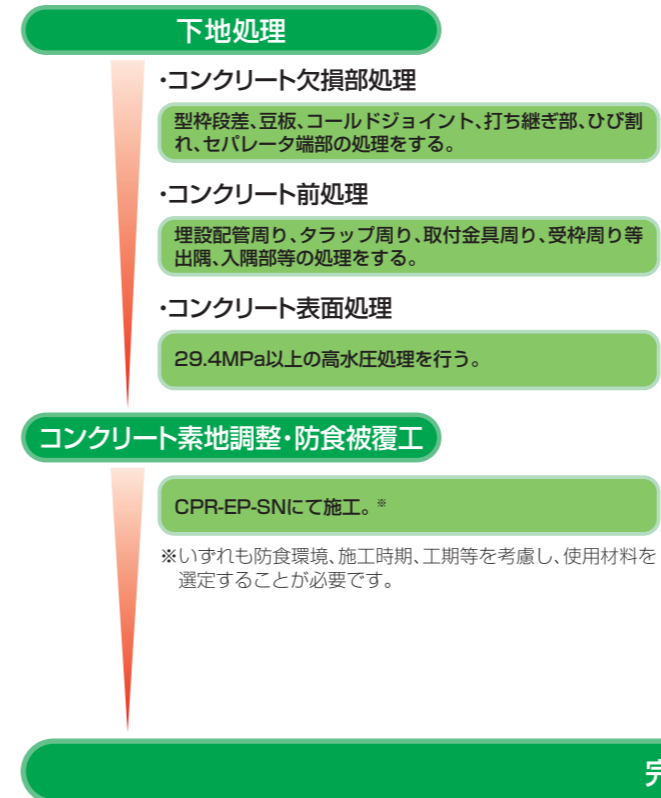 下地処理
・コンクリート欠損部処理
型枠段差、豆板、コールドジョイント、打ち継ぎ部、ひび割
れ、セパレータ端部の処理をする。
・コンクリート前処理
埋設配管周り、タラップ周り、取付金具周り、受枠周り等
出隅、入隅部等の処理をする。
・コンクリート表面処理
29.4MPa以上の高水圧処理を行う。
コンクリート素地調整・防食被覆工
CPR-EP-SNにて施工。※
※いずれも防食環境、施工時期、工期等を考慮し、使用材料を
選定することが必要です。